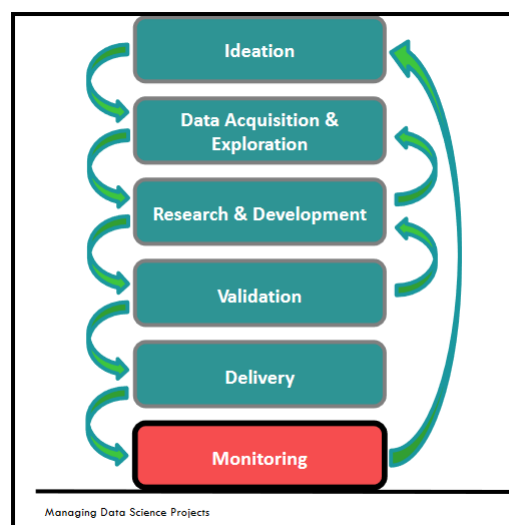 Ideation
Data Acquisition &
Exploration
Research & Development
Validation
Delivery
Monitoring
Managing Data Science Projects